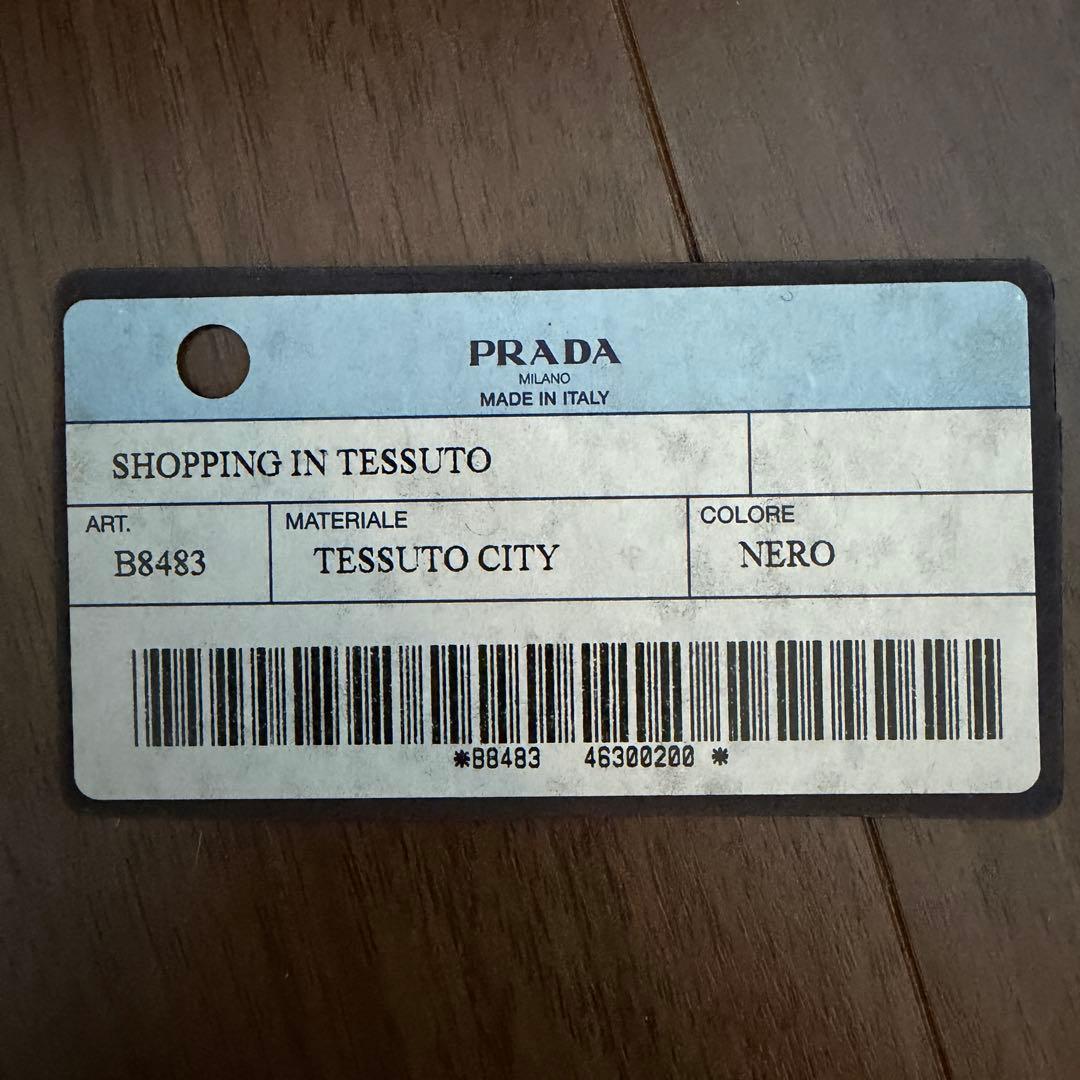 PRADA
MILANO
MADE IN ITALY
SHOPPING IN TESSUTO
ART.
B8483
MATERIALE
TESSUTO CITY
COLORE
NERO
*B8483 46300200 *